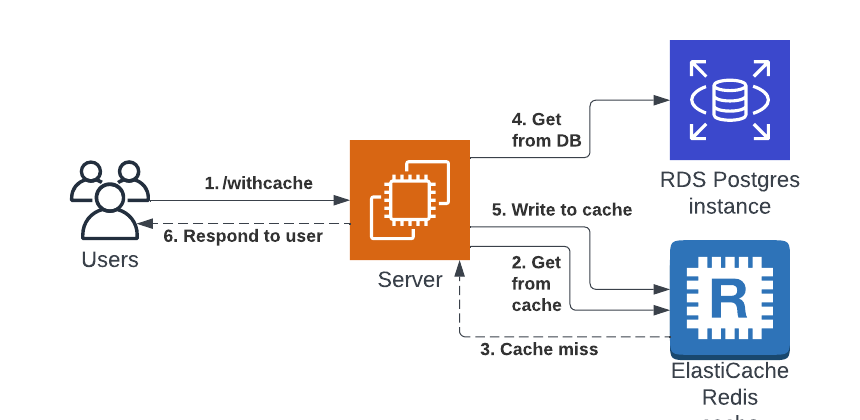 4. Get
from DB
RDS Postgres
instance
1. /withcache
6. Respond to user
Users
5. Write to cache
Server
2. Get
from
cache
3. Cache miss
R
ElastiCache
Redis